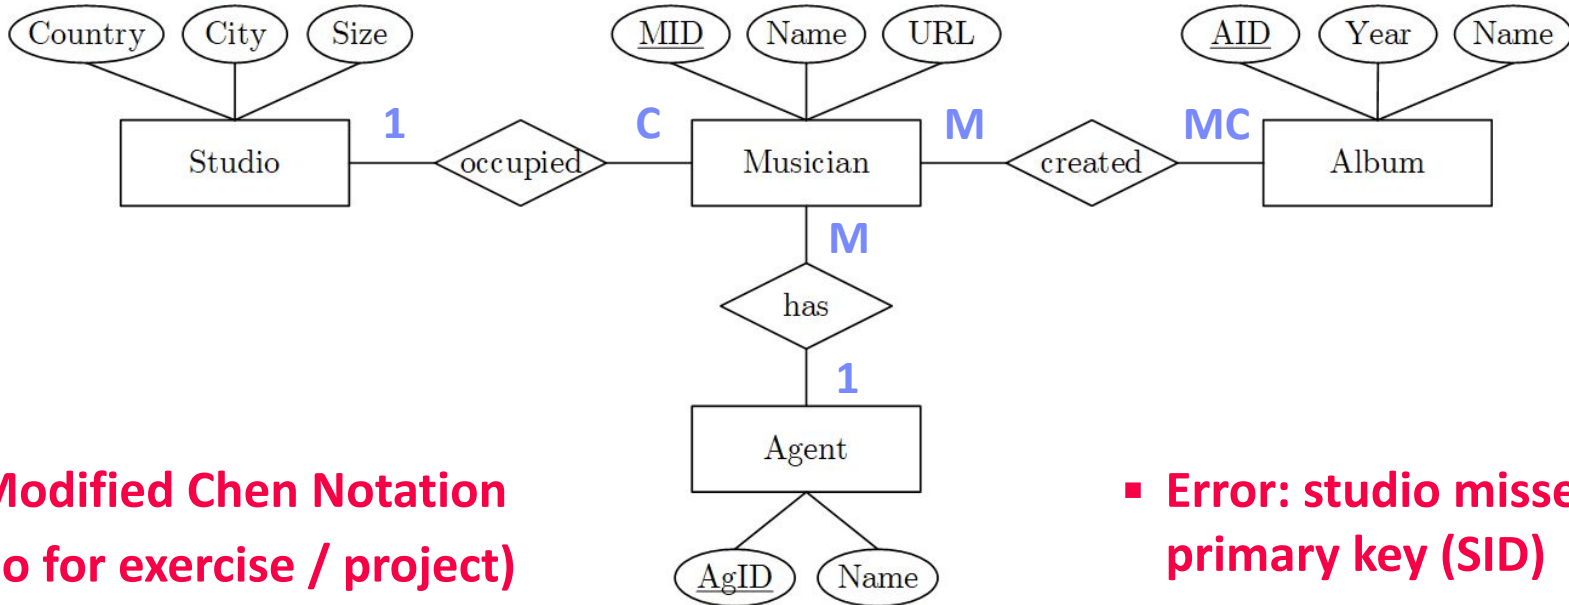 Country City Size MID Name URL AID Year Name
1 C M MC
Studio occupied Musician created Album
M
has
1
Agent
Modified Chen Notation
o for exercise / project)
▪ Error: studio misse
primary key (SID)
AgID Name